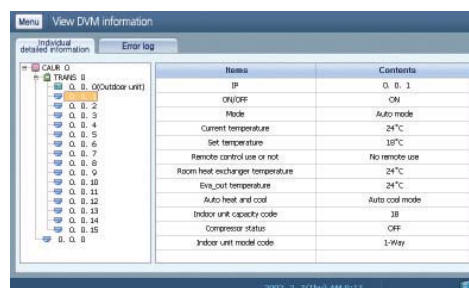 Menu View DVM information
Individual detailed information
Error log
CAUR 0
TRANS 0
0. 0. 0(Outdoor unit)
0. 0. 1
0. 0. 2
0. 0. 3
0. 0. 4
0. 0. 5
0. 0. 6
0. 0. 7
0. 0. 8
0. 0. 9
0. 0. 10
0. 0. 11
0. 0. 12
0. 0. 13
0. 0. 14
0. 0. 15
0. 0. 0
Items Contents
IP 0. 0. 1
ON/OFF ON
Mode Auto mode
Current temperature 24°C
Set temperature 18°C
Remote control use or not No remote use
Room heat exchanger temperature 24°C
Eva_out temperature 24°C
Auto heat and cool Auto cool mode
Indoor unit capacity code 18
Compressor status OFF
Indoor unit model code 1-Way